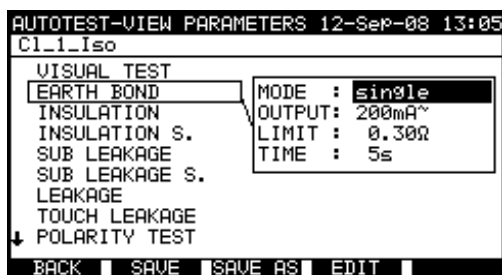 AUTOTEST-VIEW PARAMETERS 12-Sep-08 13:05
Cl_1_Iso
VISUAL TEST
EARTH BOND
INSULATION
INSULATION S.
SUB LEAKAGE
SUB LEAKAGE S.
LEAKAGE
TOUCH LEAKAGE
POLARITY TEST
MODE : single
OUTPUT: 200mA~
LIMIT : 0.30Ω
TIME : 5s
BACK SAVE SAVE AS EDIT